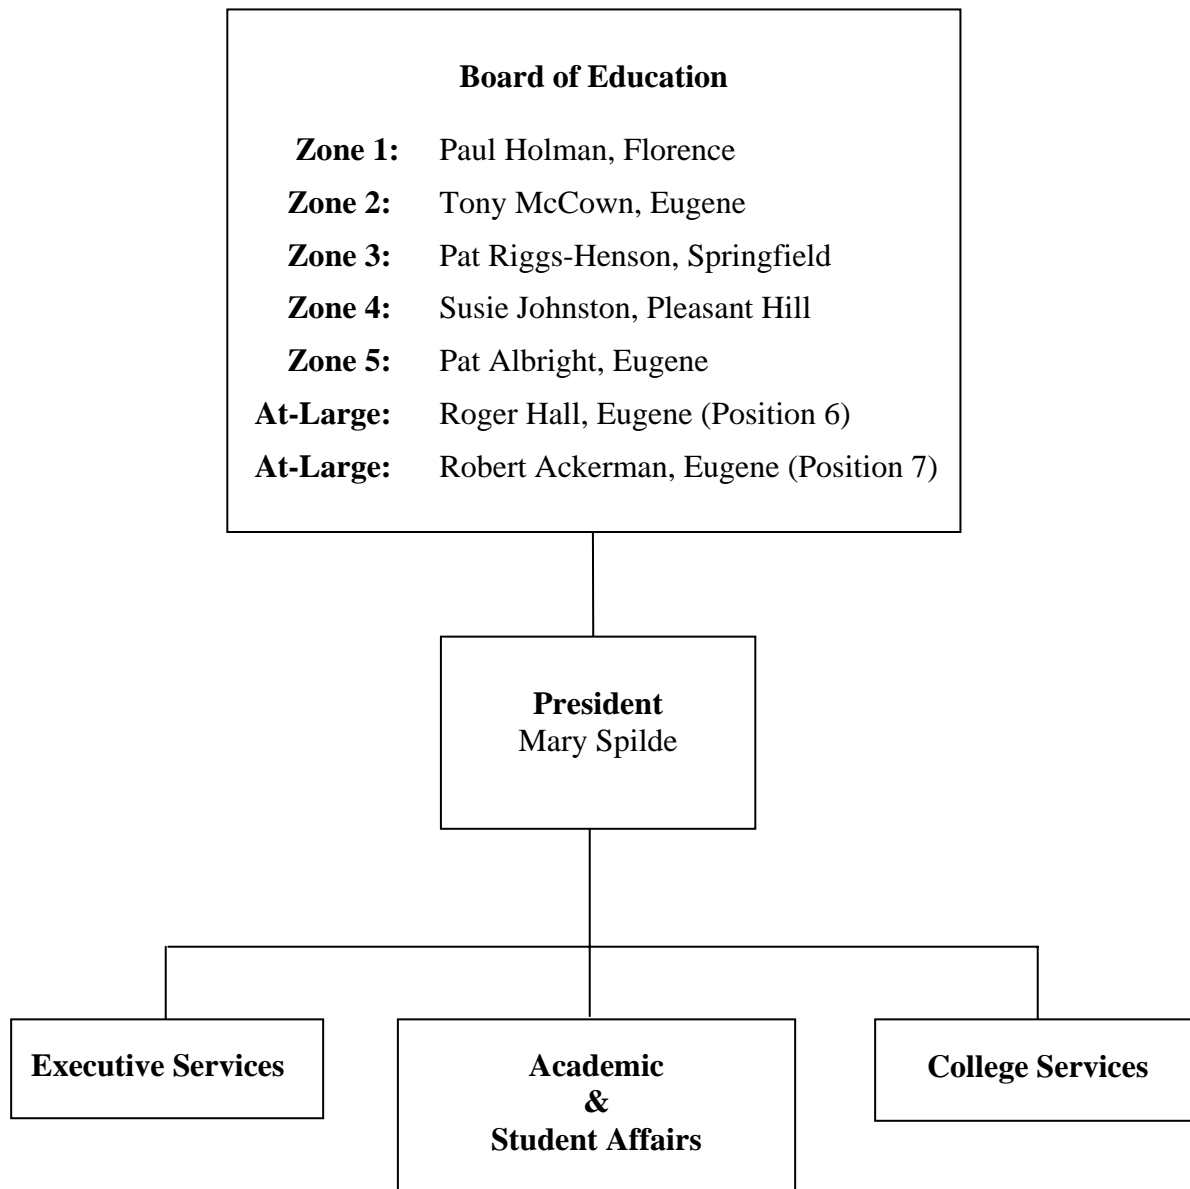 Board of Education
Zone 1: Paul Holman, Florence
Zone 2: Tony McCown, Eugene
Zone 3: Pat Riggs-Henson, Springfield
Zone 4: Susie Johnston, Pleasant Hill
Zone 5: Pat Albright, Eugene
At-Large: Roger Hall, Eugene (Position 6)
At-Large: Robert Ackerman, Eugene (Position 7)
President
Mary Spilde
Executive Services
Academic
&
Student Affairs
College Services